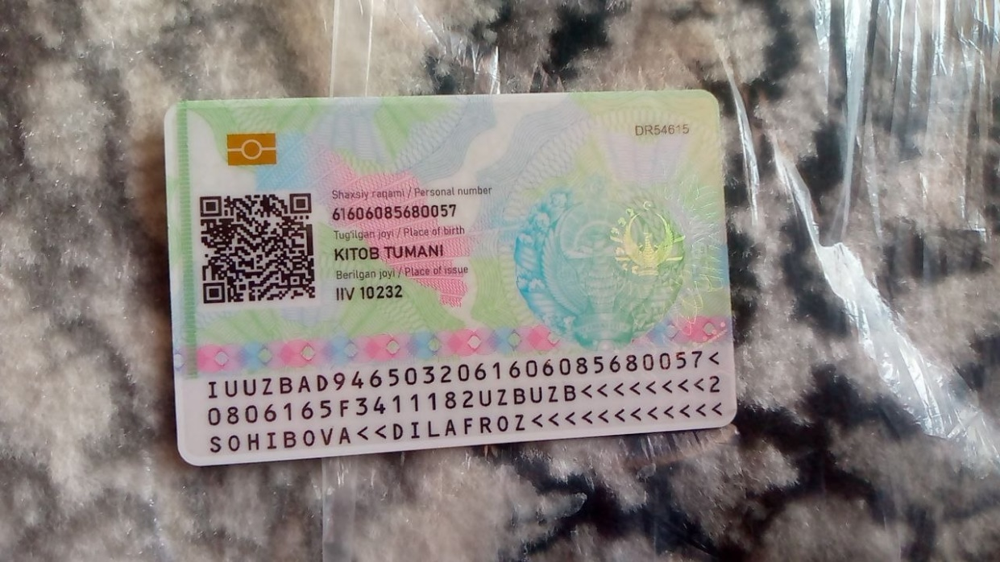 DR54615
Shaxsiy raqami / Personal number
61606085680057
Tug'ilgan joyi / Place of birth
KITOB TUMANI
Berilgan joyi / Place of issue
IIV 10232
IUUZBAD9465032061606085680057<
0806165F3411182UZBUZB<<<<<<<<2
SOHIBOVA<<DILAFROZ<<<<<<<<<<<<